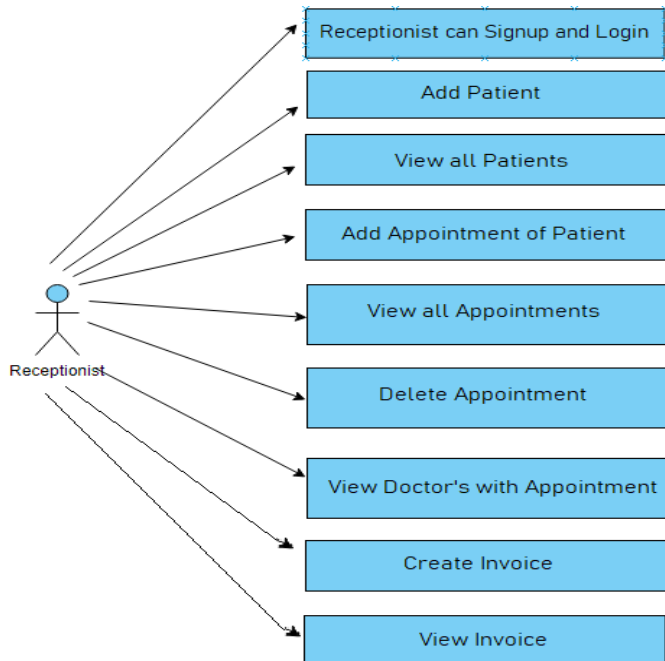 Receptionist can Signup and Login
Add Patient
View all Patients
Add Appointment of Patient
View all Appointments
Receptionist
Delete Appointment
View Doctor's with Appointment
Create Invoice
View Invoice